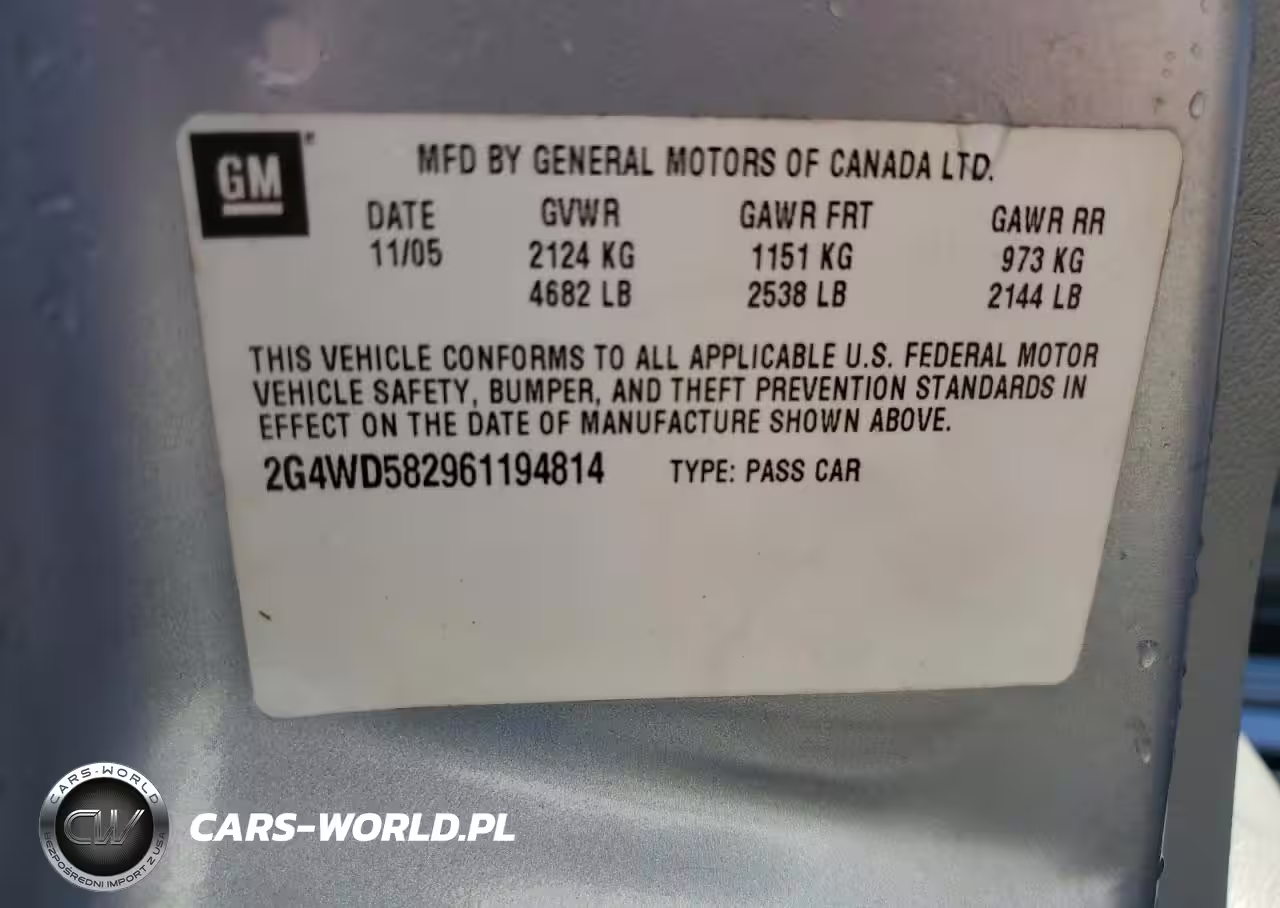 GM
MFD BY GENERAL MOTORS OF CANADA LTD.
DATE GVWR GAWR FRT GAWR RR
11/05 2124 KG 1151 KG 973 KG
4682 LB 2538 LB 2144 LB
THIS VEHICLE CONFORMS TO ALL APPLICABLE U.S. FEDERAL MOTOR
VEHICLE SAFETY, BUMPER, AND THEFT PREVENTION STANDARDS IN
EFFECT ON THE DATE OF MANUFACTURE SHOWN ABOVE.
2G4WD582961194814 TYPE: PASS CAR
CARS-WORLD
CW
BEZPOŚREDNI IMPORT Z USA
CARS-WORLD.PL